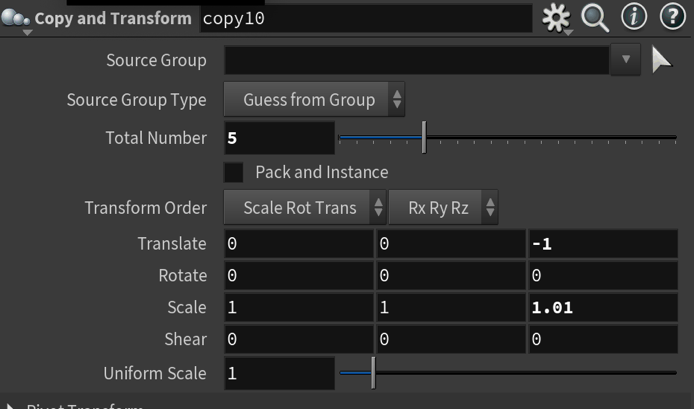 Copy and Transform copy10
Source Group
Source Group Type Guess from Group
Total Number 5
Pack and Instance
Transform Order Scale Rot Trans Rx Ry Rz
Translate 0 0 -1
Rotate 0 0 0
Scale 1 1 1.01
Shear 0 0 0
Uniform Scale 1
Pivot Transform